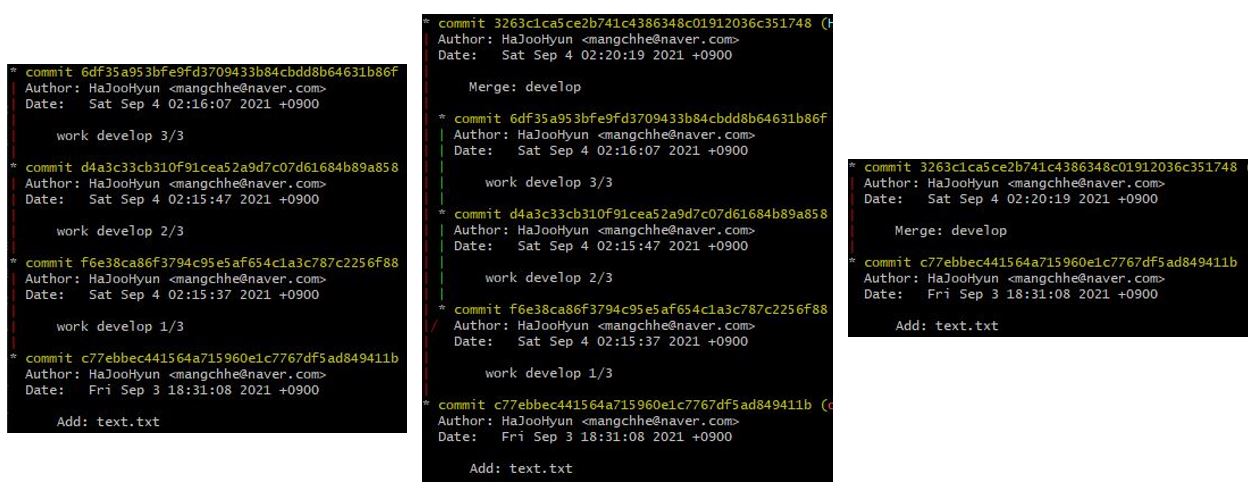 * commit 6df35a953bfe9fd3709433b84cbdd8b64631b86f
| Author: HaJooHyun <mangchhe@naver.com>
| Date:   Sat Sep 4 02:16:07 2021 +0900
|
|     work develop 3/3
|
* commit d4a3c33cb310f91cea52a9d7c07d61684b89a858
| Author: HaJooHyun <mangchhe@naver.com>
| Date:   Sat Sep 4 02:15:47 2021 +0900
|
|     work develop 2/3
|
* commit f6e38ca86f3794c95e5af654c1a3c787c2256f88
| Author: HaJooHyun <mangchhe@naver.com>
| Date:   Sat Sep 4 02:15:37 2021 +0900
|
|     work develop 1/3
|
* commit c77ebbec441564a715960e1c7767df5ad849411b
  Author: HaJooHyun <mangchhe@naver.com>
  Date:   Fri Sep 3 18:31:08 2021 +0900

      Add: text.txt
* commit 3263c1ca5ce2b741c4386348c01912036c351748 (H
| Author: HaJooHyun <mangchhe@naver.com>
| Date:   Sat Sep 4 02:20:19 2021 +0900
|
|     Merge: develop
|
| * commit 6df35a953bfe9fd3709433b84cbdd8b64631b86f
| | Author: HaJooHyun <mangchhe@naver.com>
| | Date:   Sat Sep 4 02:16:07 2021 +0900
| |
| |     work develop 3/3
| |
| * commit d4a3c33cb310f91cea52a9d7c07d61684b89a858
| | Author: HaJooHyun <mangchhe@naver.com>
| | Date:   Sat Sep 4 02:15:47 2021 +0900
| |
| |     work develop 2/3
| |
| * commit f6e38ca86f3794c95e5af654c1a3c787c2256f88
|/  Author: HaJooHyun <mangchhe@naver.com>
|   Date:   Sat Sep 4 02:15:37 2021 +0900
|
|       work develop 1/3
|
* commit c77ebbec441564a715960e1c7767df5ad849411b (o
  Author: HaJooHyun <mangchhe@naver.com>
  Date:   Fri Sep 3 18:31:08 2021 +0900

      Add: text.txt
* commit 3263c1ca5ce2b741c4386348c01912036c351748 (
| Author: HaJooHyun <mangchhe@naver.com>
| Date:   Sat Sep 4 02:20:19 2021 +0900
|
|     Merge: develop
|
* commit c77ebbec441564a715960e1c7767df5ad849411b
  Author: HaJooHyun <mangchhe@naver.com>
  Date:   Fri Sep 3 18:31:08 2021 +0900

      Add: text.txt